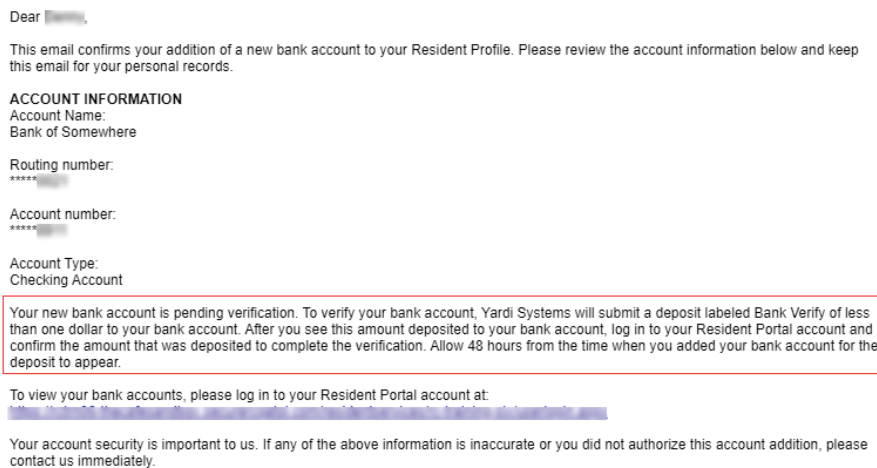 Dear ,
This email confirms your addition of a new bank account to your Resident Profile. Please review the account information below and keep
this email for your personal records.
ACCOUNT INFORMATION
Account Name:
Bank of Somewhere
Routing number:
*****
Account number:
*****
Account Type:
Checking Account
Your new bank account is pending verification. To verify your bank account, Yardi Systems will submit a deposit labeled Bank Verify of less
than one dollar to your bank account. After you see this amount deposited to your bank account, log in to your Resident Portal account and
confirm the amount that was deposited to complete the verification. Allow 48 hours from the time when you added your bank account for the
deposit to appear.
To view your bank accounts, please log in to your Resident Portal account at:
Your account security is important to us. If any of the above information is inaccurate or you did not authorize this account addition, please
contact us immediately.